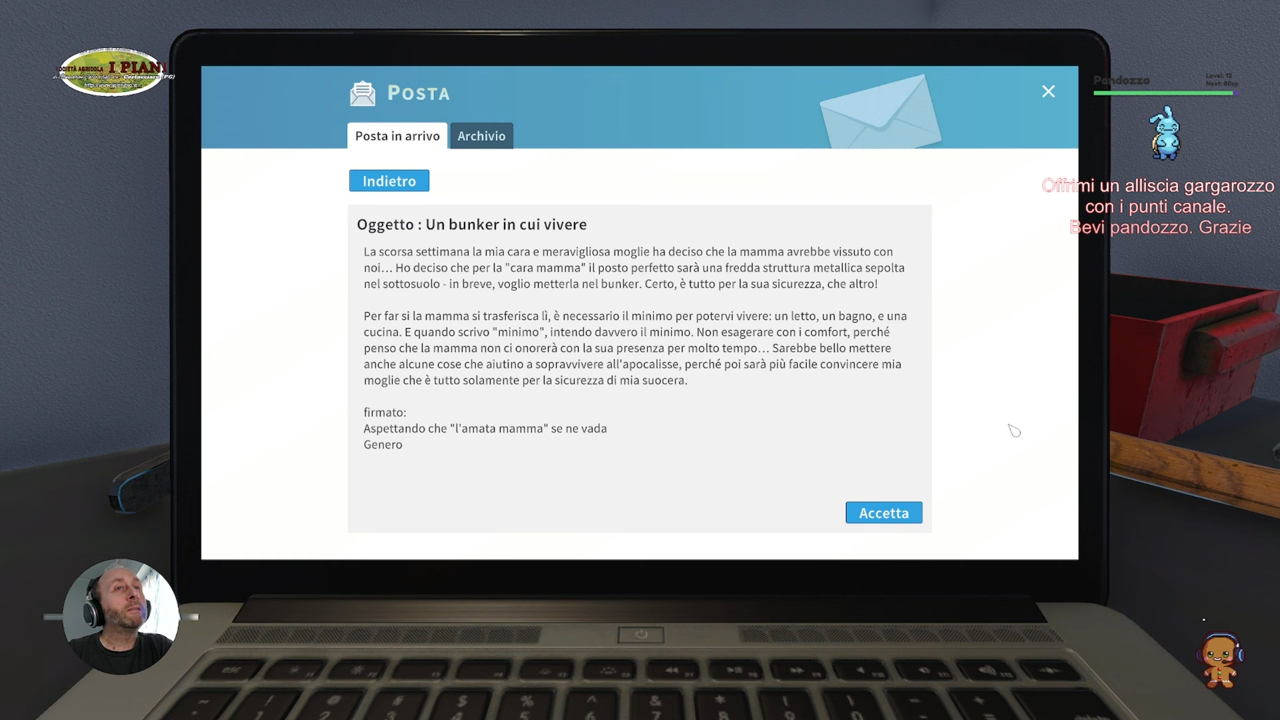 SOCIETÀ AGRICOLA I PIANI
Pandozzo
Level: 12
POSTA
Posta in arrivo
Archivio
Indietro
Offrimi un alliscia gargarozzo
con i punti canale.
Bevi pandozzo. Grazie
Oggetto : Un bunker in cui vivere
La scorsa settimana la mia cara e meravigliosa moglie ha deciso che la mamma avrebbe vissuto con
noi... Ho deciso che per la "cara mamma" il posto perfetto sarà una fredda struttura metallica sepolta
nel sottosuolo - in breve, voglio metterla nel bunker. Certo, è tutto per la sua sicurezza, che altro!
Per far si la mamma si trasferisca lì, è necessario il minimo per potervi vivere: un letto, un bagno, e una
cucina. E quando scrivo "minimo", intendo davvero il minimo. Non esagerare con i comfort, perché
penso che la mamma non ci onorerà con la sua presenza per molto tempo... Sarebbe bello mettere
anche alcune cose che aiutino a sopravvivere all'apocalisse, perché poi sarà più facile convincere mia
moglie che è tutto solamente per la sicurezza di mia suocera.
firmato:
Aspettando che "l'amata mamma" se ne vada
Genero
Accetta
esc